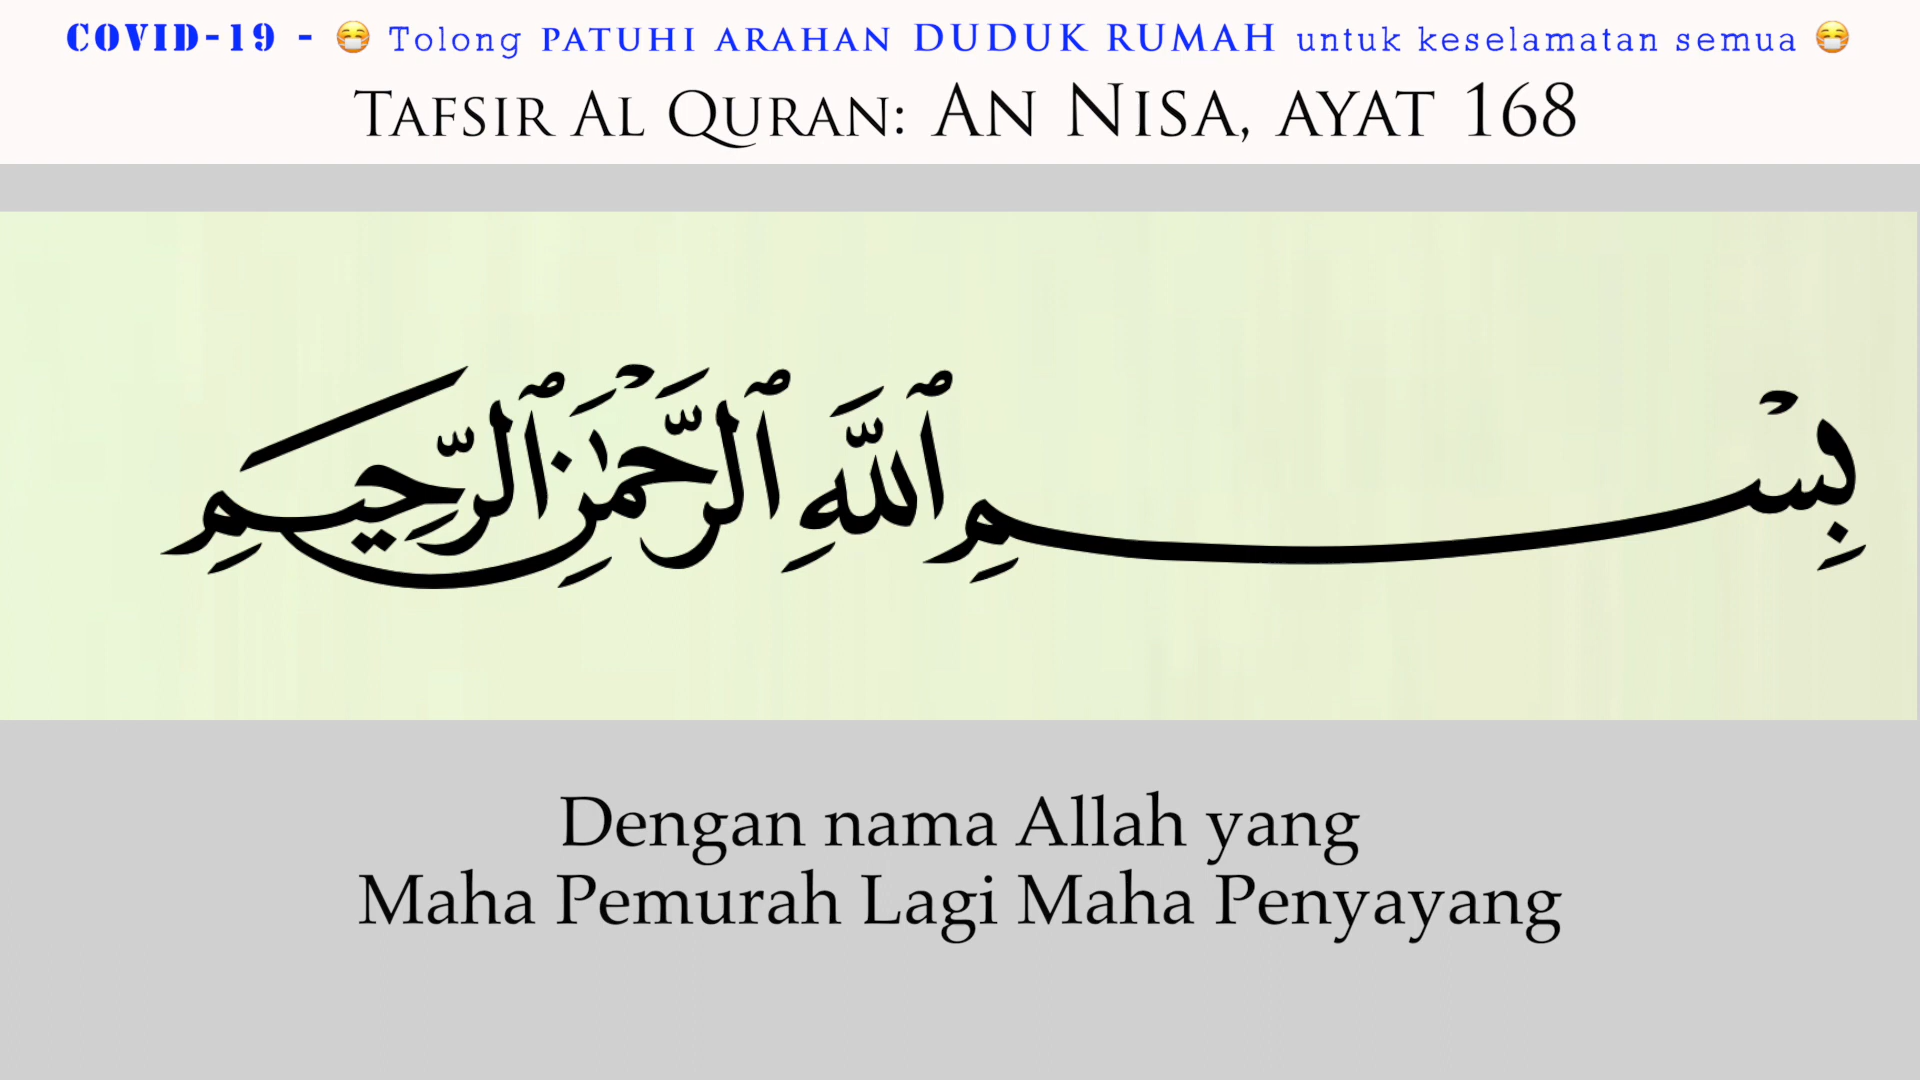 COVID-19 - 😷 Tolong PATUHI ARAHAN DUDUK RUMAH untuk keselamatan semua 😷
TAFSIR AL QURAN: AN NISA, AYAT 168
بِسْمِ ٱللَّهِ ٱلرَّحْمَٰنِ ٱلرَّحِيمِ
Dengan nama Allah yang
Maha Pemurah Lagi Maha Penyayang